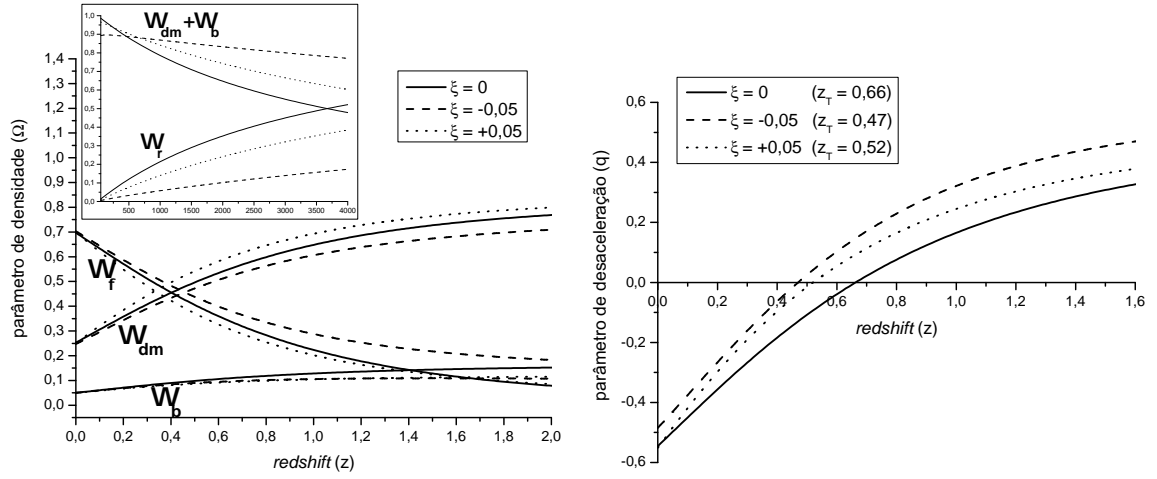 W_dm+W_b
1,0
0,9
0,8
0,7
0,6
0,5
0,4
0,3
0,2
0,1
0,0
W_r
500 1000 1500 2000 2500 3000 3500 4000
ξ = 0
ξ = -0,05
ξ = +0,05
parâmetro de densidade (Ω)
1,4
1,3
1,2
1,1
1,0
0,9
0,8
0,7
0,6
0,5
0,4
0,3
0,2
0,1
0,0
W_f
W_dm
W_b
0,0 0,2 0,4 0,6 0,8 1,0 1,2 1,4 1,6 1,8 2,0
redshift (z)
ξ = 0 (z_T = 0,66)
ξ = -0,05 (z_T = 0,47)
ξ = +0,05 (z_T = 0,52)
parâmetro de desaceleração (q)
0,6
0,4
0,2
0,0
-0,2
-0,4
-0,6
0,0 0,2 0,4 0,6 0,8 1,0 1,2 1,4 1,6
redshift (z)